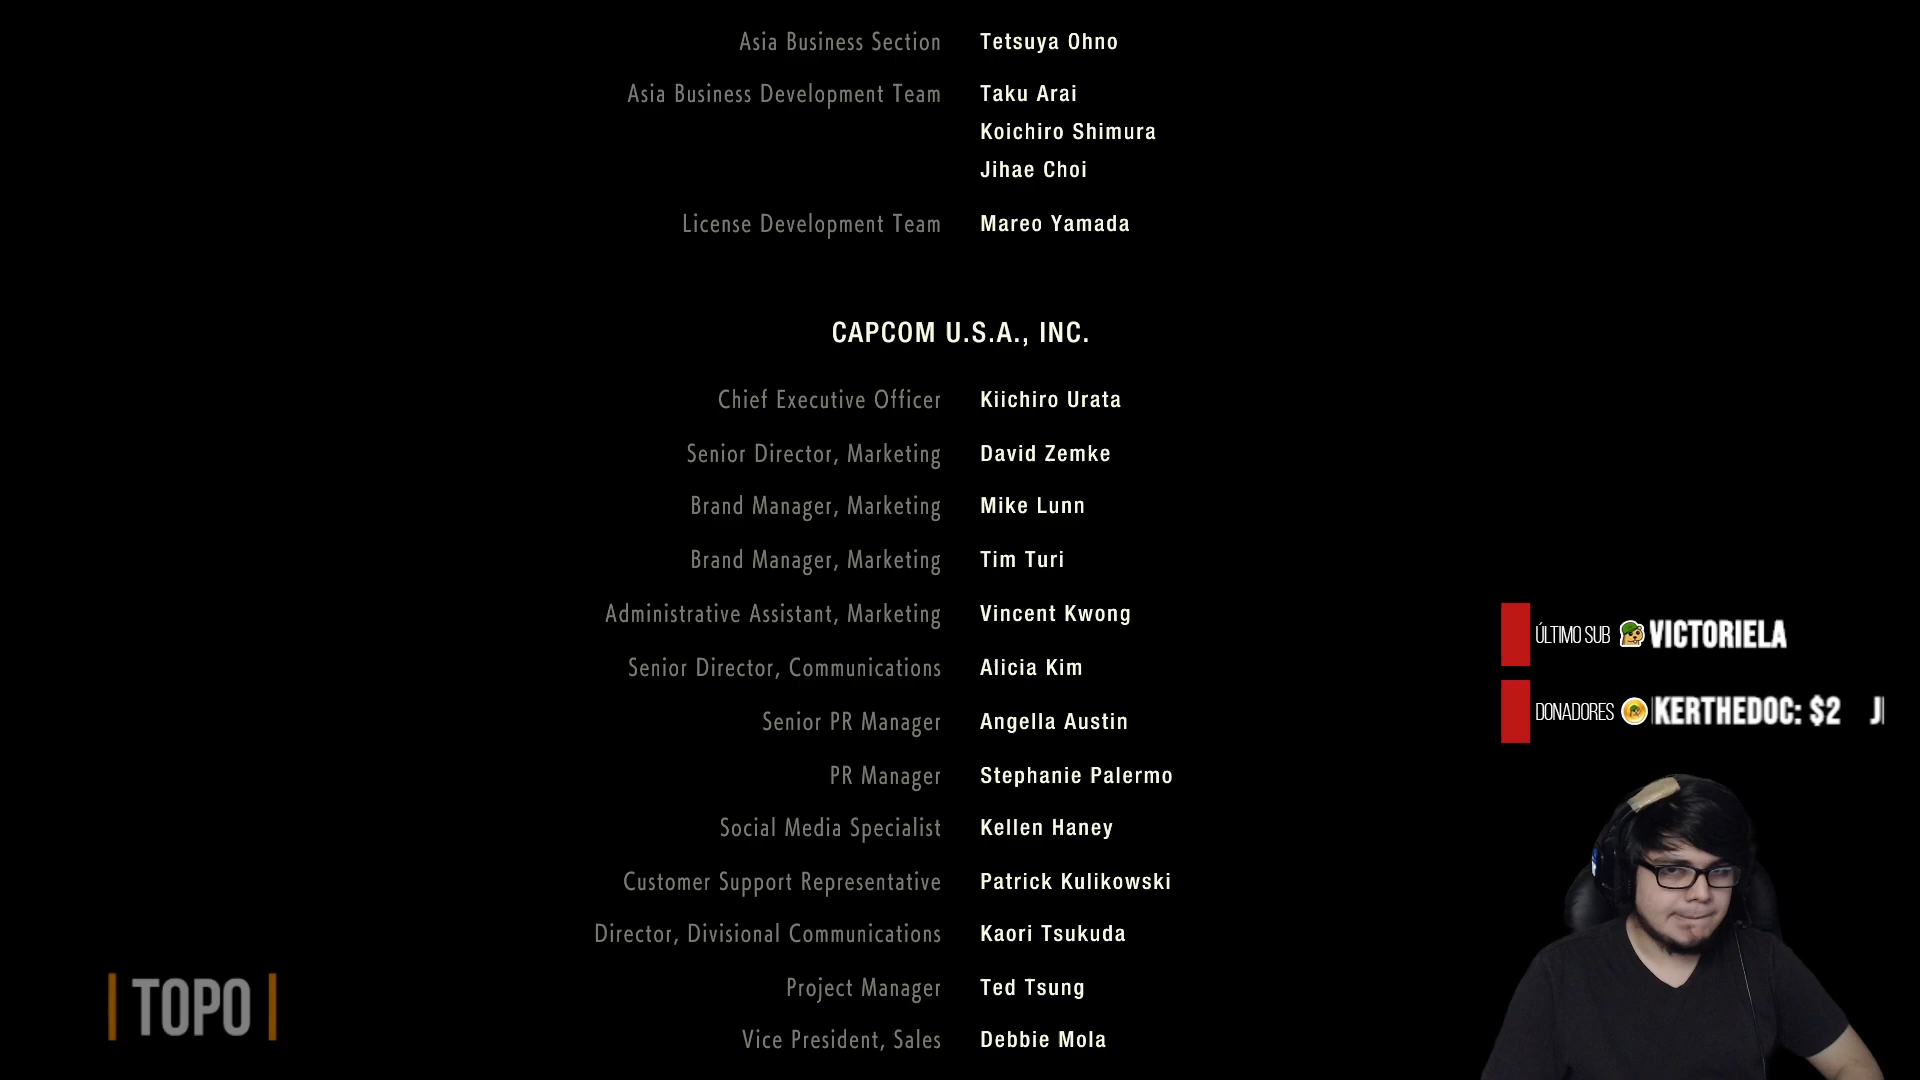 Asia Business Section Tetsuya Ohno
Asia Business Development Team Taku Arai
Koichiro Shimura
Jihae Choi
License Development Team Mareo Yamada
CAPCOM U.S.A., INC.
Chief Executive Officer Kiichiro Urata
Senior Director, Marketing David Zemke
Brand Manager, Marketing Mike Lunn
Brand Manager, Marketing Tim Turi
Administrative Assistant, Marketing Vincent Kwong
Senior Director, Communications Alicia Kim
Senior PR Manager Angella Austin
PR Manager Stephanie Palermo
Social Media Specialist Kellen Haney
Customer Support Representative Patrick Kulikowski
Director, Divisional Communications Kaori Tsukuda
Project Manager Ted Tsung
Vice President, Sales Debbie Mola
ÚLTIMO SUB VICTORIELA
DONADORES KERTHEDOC: $2
| TOPO |